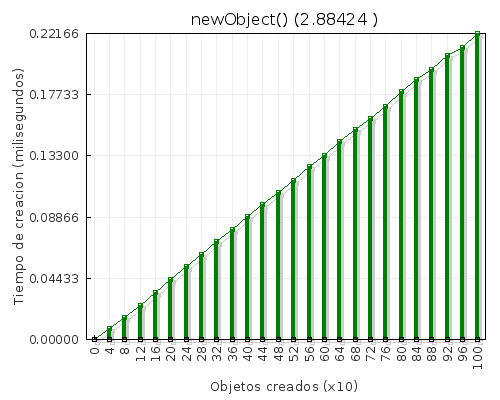 newObject() (2.88424 )
Tiempo de creacion (milisegundos)
0.22166
0.17733
0.13300
0.08866
0.04433
0.00000
0 4 8 12 16 20 24 28 32 36 40 44 48 52 56 60 64 68 72 76 80 84 88 92 96 100
Objetos creados (x10)